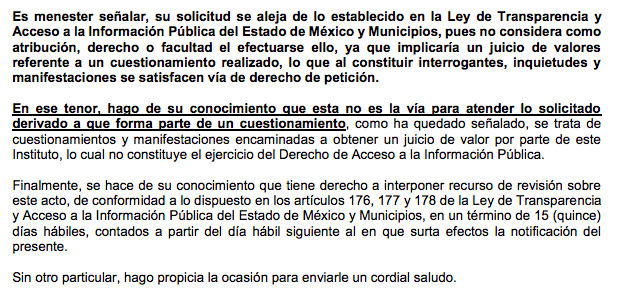 Es menester señalar, su solicitud se aleja de lo establecido en la Ley de Transparencia y
Acceso a la Información Pública del Estado de México y Municipios, pues no considera como
atribución, derecho o facultad el efectuarse ello, ya que implicaría un juicio de valores
referente a un cuestionamiento realizado, lo que al constituir interrogantes, inquietudes y
manifestaciones se satisfacen vía de derecho de petición.
En ese tenor, hago de su conocimiento que esta no es la vía para atender lo solicitado
derivado a que forma parte de un cuestionamiento, como ha quedado señalado, se trata de
cuestionamientos y manifestaciones encaminadas a obtener un juicio de valor por parte de este
Instituto, lo cual no constituye el ejercicio del Derecho de Acceso a la Información Pública.
Finalmente, se hace de su conocimiento que tiene derecho a interponer recurso de revisión sobre
este acto, de conformidad a lo dispuesto en los artículos 176, 177 y 178 de la Ley de Transparencia
y Acceso a la Información Pública del Estado de México y Municipios, en un término de 15 (quince)
días hábiles, contados a partir del día hábil siguiente al en que surta efectos la notificación del
presente.
Sin otro particular, hago propicia la ocasión para enviarle un cordial saludo.